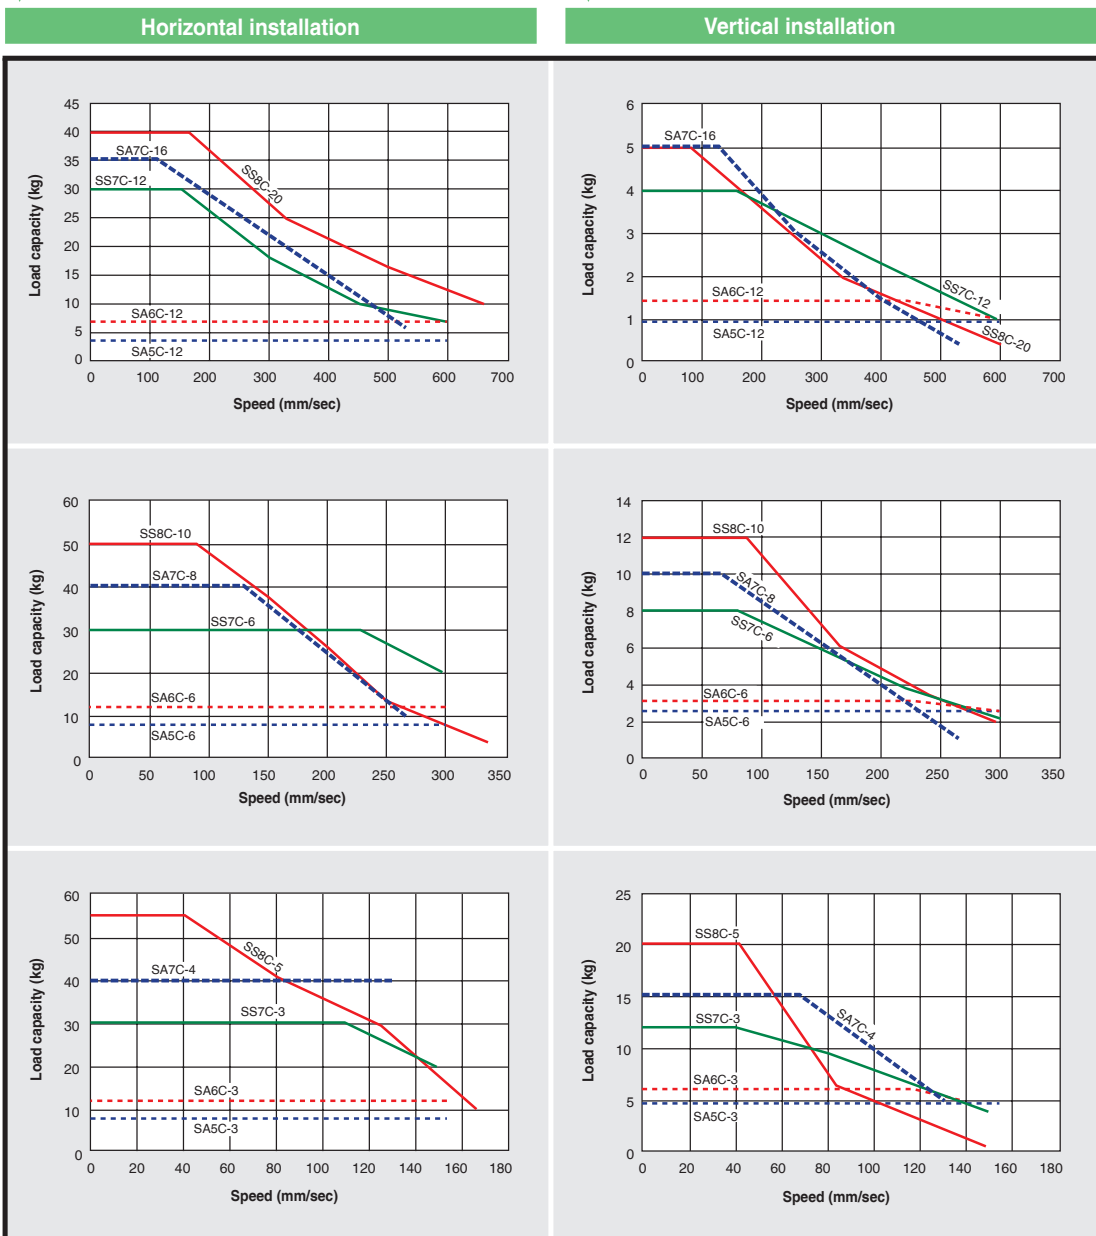 Horizontal installation
Vertical installation
45
40
35
30
25
20
15
10
5
0
Load capacity (kg)
SA7C-16
SS7C-12
SS8C-20
SA6C-12
SA5C-12
0 100 200 300 400 500 600 700
Speed (mm/sec)
6
5
4
3
2
1
0
Load capacity (kg)
SA7C-16
SA6C-12
SA5C-12
SS7C-12
SS8C-20
0 100 200 300 400 500 600 700
Speed (mm/sec)
60
50
40
30
20
10
0
Load capacity (kg)
SS8C-10
SA7C-8
SS7C-6
SA6C-6
SA5C-6
0 50 100 150 200 250 300 350
Speed (mm/sec)
14
12
10
8
6
4
2
0
Load capacity (kg)
SS8C-10
SA7C-8
SS7C-6
SA6C-6
SA5C-6
0 50 100 150 200 250 300 350
Speed (mm/sec)
60
50
40
30
20
10
0
Load capacity (kg)
SS8C-5
SA7C-4
SS7C-3
SA6C-3
SA5C-3
0 20 40 60 80 100 120 140 160 180
Speed (mm/sec)
25
20
15
10
5
0
Load capacity (kg)
SS8C-5
SS7C-3
SA7C-4
SA6C-3
SA5C-3
0 20 40 60 80 100 120 140 160 180
Speed (mm/sec)